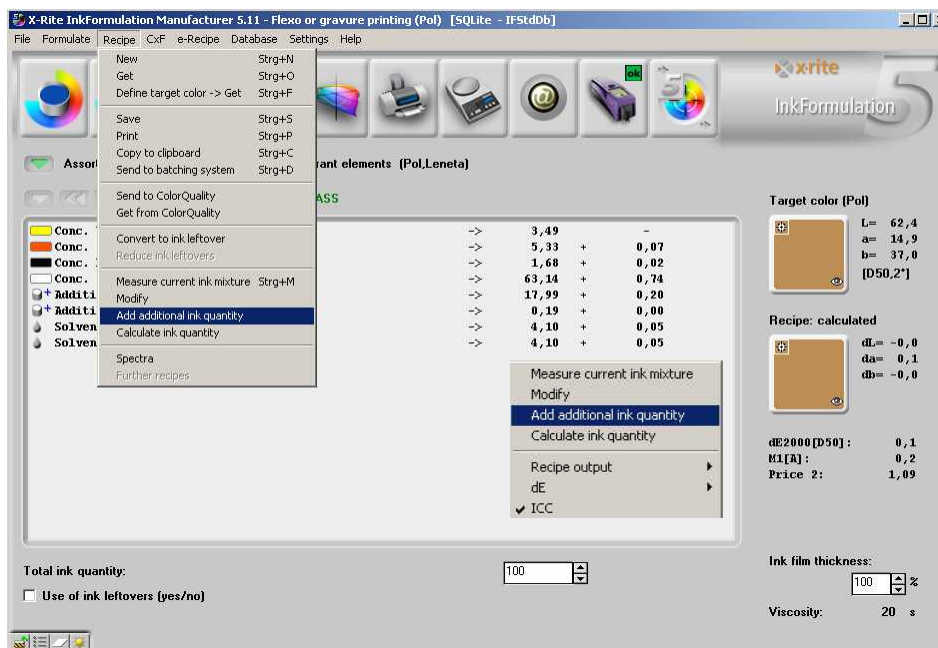 X-Rite InkFormulation Manufacturer 5.11 - Flexo or gravure printing (Pol) [SQLite - IFStdDb]
File Formulate Recipe CxF e-Recipe Database Settings Help
New Strg+N
Get Strg+O
Define target color -> Get Strg+F
Save Strg+S
Print Strg+P
Copy to clipboard Strg+C
Send to batching system Strg+D
Send to ColorQuality
Get from ColorQuality
Convert to ink leftover
Reduce ink leftovers
Measure current ink mixture Strg+M
Modify
Add additional ink quantity
Calculate ink quantity
Spectra
Further recipes
ok
@
5
x-rite
InkFormulation 5
Assor
rant elements (Pol,Leneta)
ASS
Conc. -> 3,49 -
Conc. -> 5,33 + 0,07
Conc. -> 1,68 + 0,02
Conc. -> 63,14 + 0,74
Additi -> 17,99 + 0,20
Additi -> 0,19 + 0,00
Solven -> 4,10 + 0,05
Solven -> 4,10 + 0,05
Measure current ink mixture
Modify
Add additional ink quantity
Calculate ink quantity
Recipe output
dE
ICC
Target color (Pol)
L= 62,4
a= 14,9
b= 37,0
[D50,2°]
Recipe: calculated
dL= -0,0
da= 0,1
db= -0,0
dE2000[D50]: 0,1
M1[A]: 0,2
Price 2: 1,09
Total ink quantity: 100
Use of ink leftovers (yes/no)
Ink film thickness:
100 %
Viscosity: 20 s